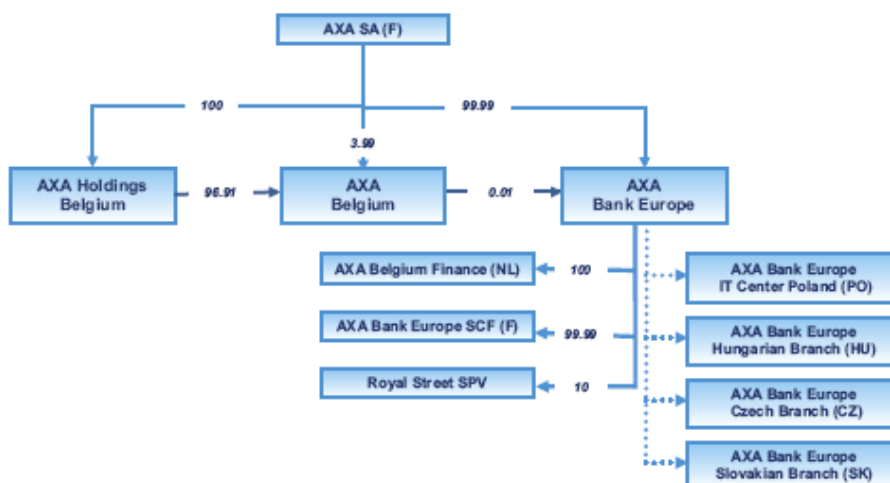 AXA SA (F)
100
99.99
3.99
AXA Holdings
Belgium
96.91
AXA
Belgium
0.01
AXA
Bank Europe
AXA Belgium Finance (NL)
100
AXA Bank Europe
IT Center Poland (PO)
AXA Bank Europe SCF (F)
99.99
AXA Bank Europe
Hungarian Branch (HU)
Royal Street SPV
10
AXA Bank Europe
Czech Branch (CZ)
AXA Bank Europe
Slovakian Branch (SK)